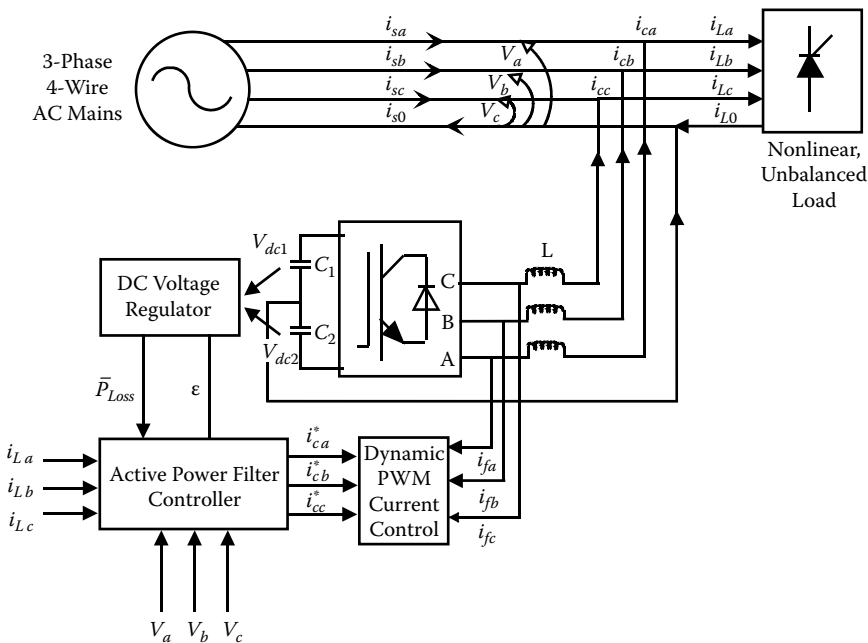 3-Phase
4-Wire
AC Mains
i_sa
i_sb
i_sc
i_s0
V_a
V_b
V_c
i_ca
i_cb
i_cc
i_La
i_Lb
i_Lc
i_L0
Nonlinear,
Unbalanced
Load
V_dc1
C_1
C_2
V_dc2
DC Voltage
Regulator
C
B
A
L
P̄_Loss
ε
i_La
i_Lb
i_Lc
Active Power Filter
Controller
i*_ca
i*_cb
i*_cc
Dynamic
PWM
Current
Control
i_fa
i_fb
i_fc
V_a V_b V_c